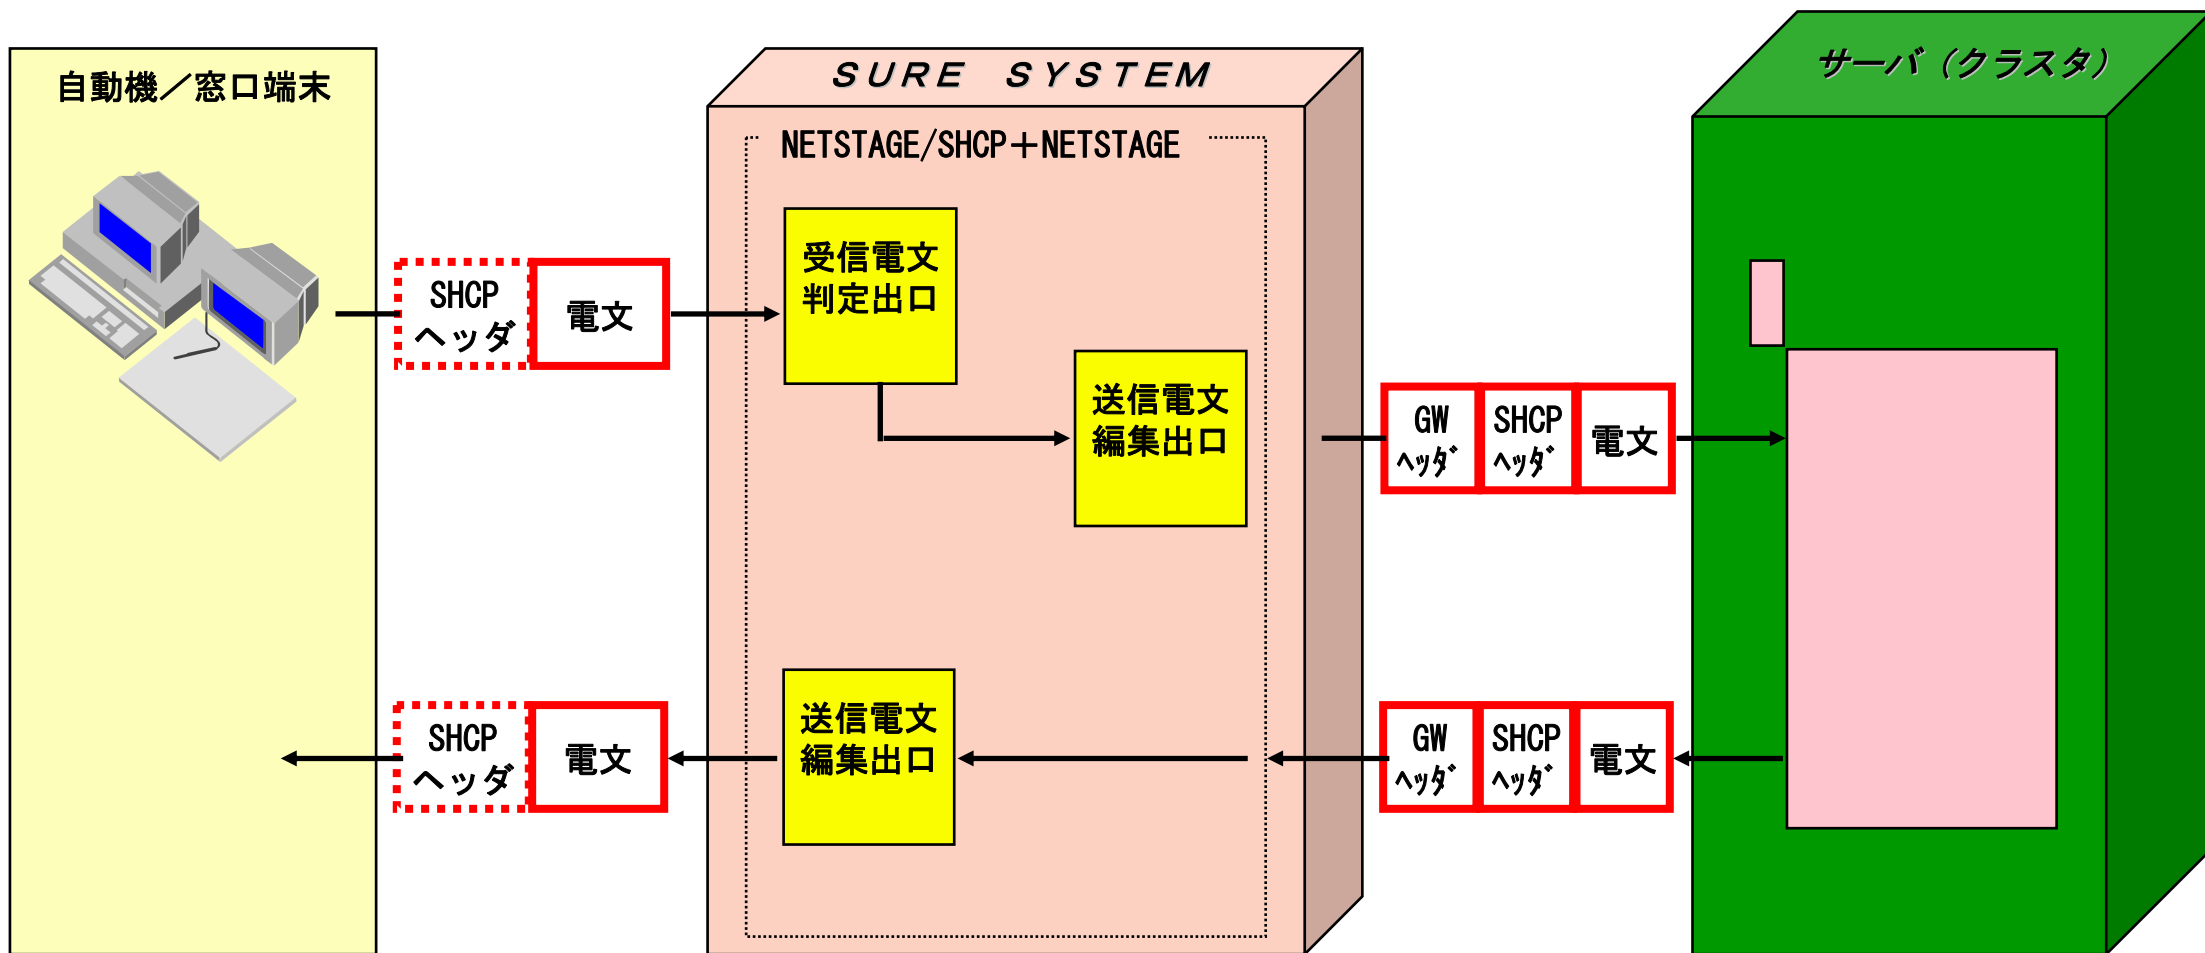 自動機／窓口端末
ＳＵＲＥ　ＳＹＳＴＥＭ
サーバ（クラスタ）
NETSTAGE/SHCP＋NETSTAGE
受信電文
判定出口
SHCP
ヘッダ
電文
送信電文
編集出口
GW
ﾍｯﾀﾞ
SHCP
ﾍｯﾀﾞ
電文
SHCP
ヘッダ
電文
送信電文
編集出口
GW
ﾍｯﾀﾞ
SHCP
ﾍｯﾀﾞ
電文